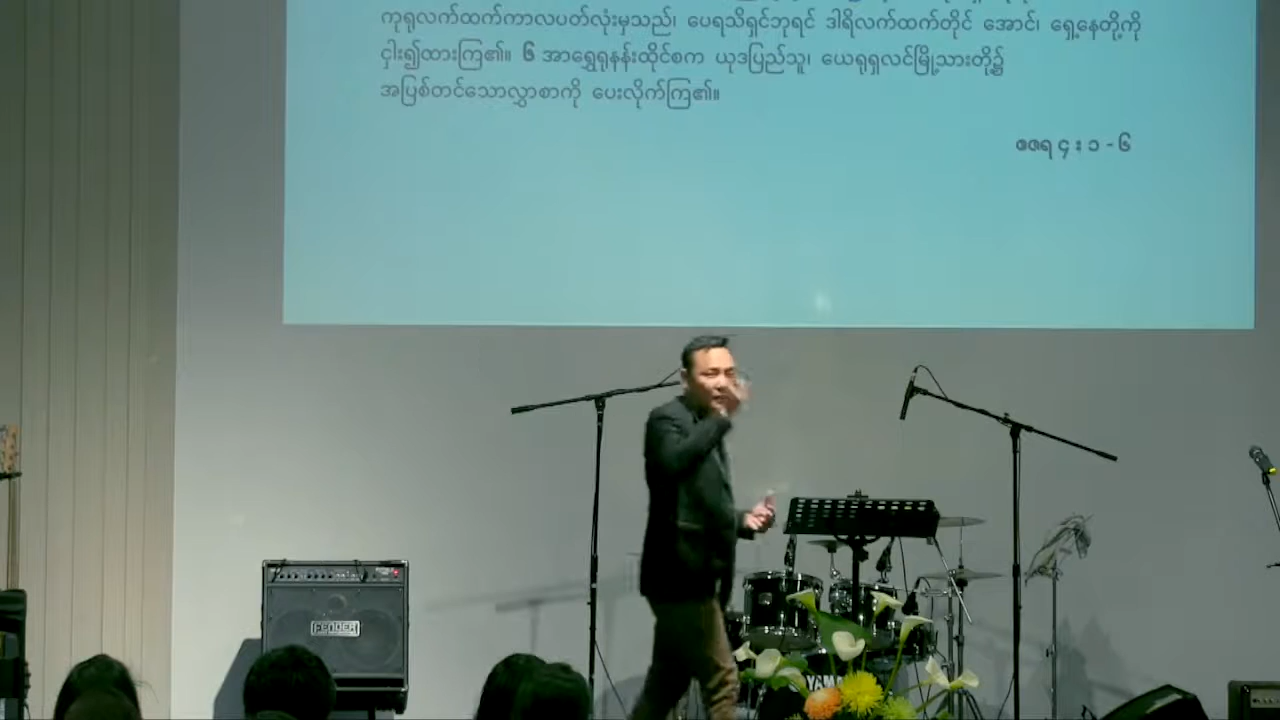 ကုရုလက်ထက်ကာလပတ်လုံးမှသည်၊ ပေရသိရှင်ဘုရင် ဒါရိလက်ထက်တိုင် အောင်၊ ရှေ့နေတို့ကို
ငှါး၍ထားကြ၏။ ၆ အာရွှေရုနန်းထိုင်စက ယုဒပြည်သူ၊ ယေရုရှလင်မြို့သားတို့၌
အပြစ်တင်သောလွှာစာကို ပေးလိုက်ကြ၏။
ဧဇရ ၄ : ၁ - ၆
FENDER